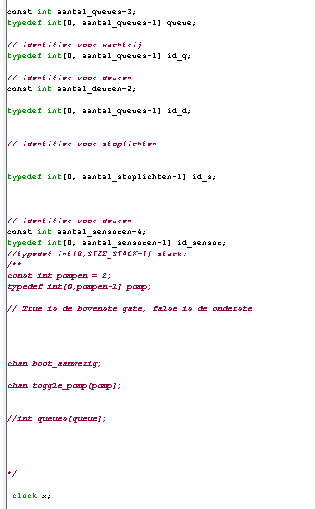 const int aantal_queues=3;
typedef int[0, aantal_queues-1] queue;
// identifier voor wachtrij
typedef int[0, aantal_queues-1] id_q;
// identifier voor deuren
const int aantal_deuren=2;
typedef int[0, aantal_queues-1] id_d;
// identifier voor stoplichten
typedef int[0, aantal_stoplichten-1] id_s;
// identifier voor deuren
const int aantal_sensoren=4;
typedef int[0, aantal_sensoren-1] id_sensor;
//typedef int[0,SIZE_STACK-1] stack;
/**
const int pompen = 2;
typedef int[0,pompen-1] pomp;
// True is de bovenste gate, false is de onderste
chan boot_aanwezig;
chan toggle_pomp[pomp];
//int queues[queue];
*/
clock x;